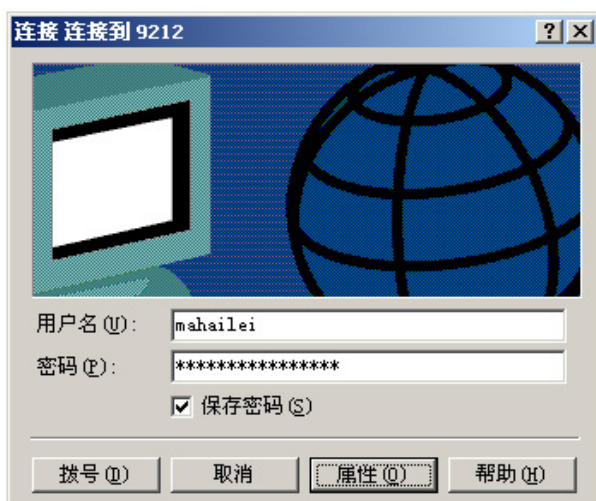 连接 连接到 9212
用户名(U):
mahailei
密码(P):
****************
保存密码(S)
拨号(D) 取消 属性(O) 帮助(H)